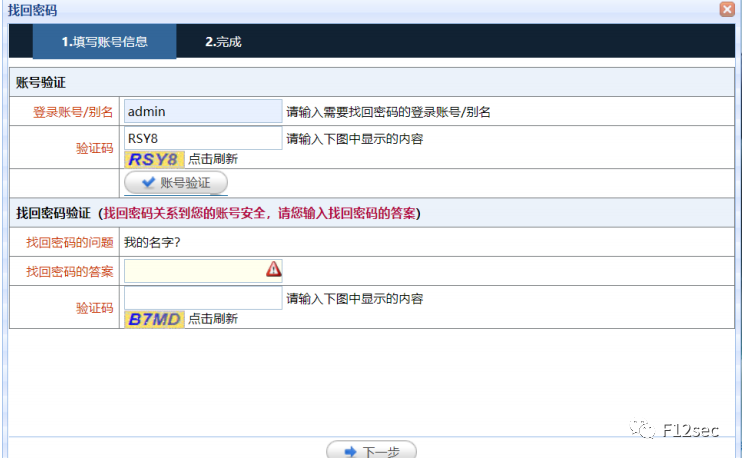 找回密码
1.填写账号信息 2.完成
账号验证
登录账号/别名 admin 请输入需要找回密码的登录账号/别名
验证码 RSY8 请输入下图中显示的内容
RSY8 点击刷新
账号验证
找回密码验证（找回密码关系到您的账号安全，请您输入找回密码的答案）
找回密码的问题 我的名字？
找回密码的答案
验证码 请输入下图中显示的内容
B7MD 点击刷新
F12sec
下一步